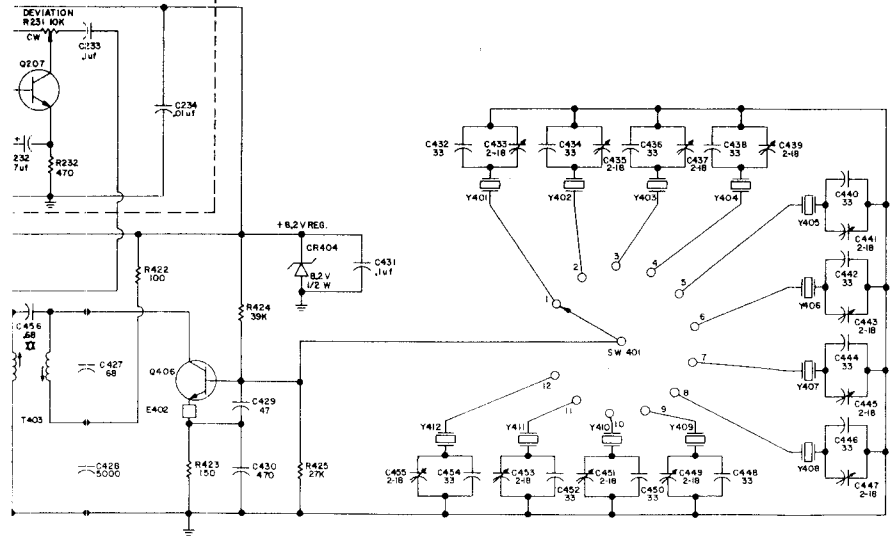 DEVIATION
R231 10K
CW
C233
.1uf
Q207
C234
.01uf
+
232
7uf
R232
470
C432
33
C433
2-18
C434
33
C435
2-18
C436
33
C437
2-18
C438
33
C439
2-18
Y401
Y402
Y403
Y404
C440
33
Y405
C441
2-18
C442
33
Y406
C443
2-18
C444
33
Y407
C445
2-18
C446
33
Y408
C447
2-18
+8.2V REG.
CR404
8.2V
1/2 W
C431
.1uf
R422
100
R424
39K
C456
.68
C427
68
Q406
E402
T403
C429
47
C428
5000
R423
150
C430
470
R425
27K
1
2
3
4
5
6
7
8
9
10
11
12
SW 401
Y412
Y411
Y410
Y409
C455
2-18
C454
33
C453
2-18
C452
33
C451
2-18
C450
33
C449
2-18
C448
33